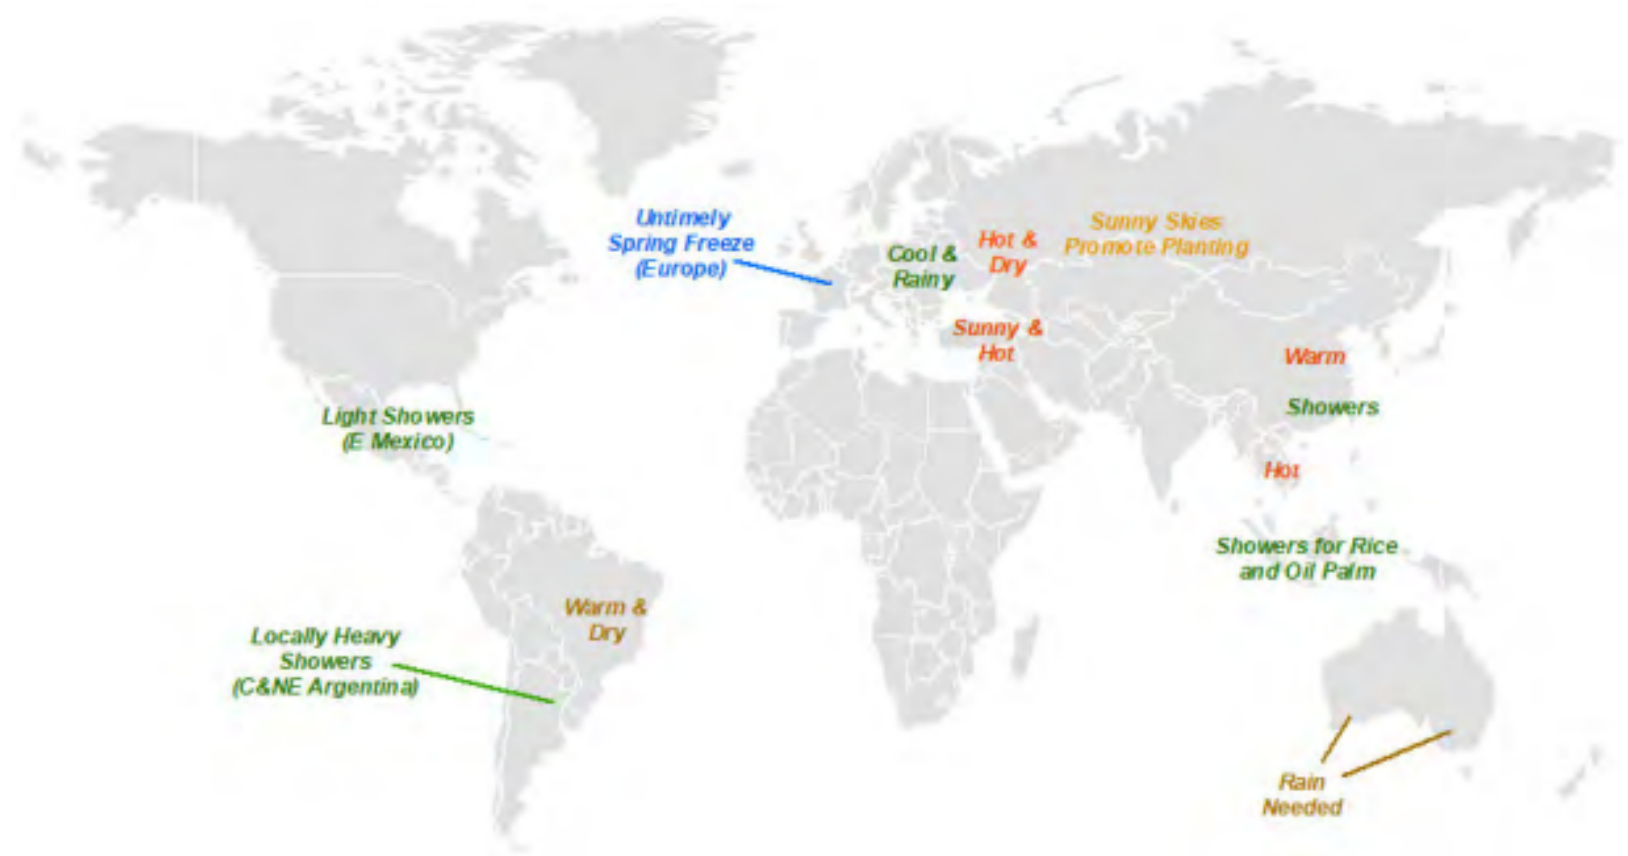 Untimely
Spring Freeze
(Europe)
Cool &
Rainy
Hot &
Dry
Sunny Skies
Promote Planting
Sunny &
Hot
Warm
Showers
Light Showers
(E Mexico)
Hot
Showers for Rice
and Oil Palm
Warm &
Dry
Locally Heavy
Showers
(C&NE Argentina)
Rain
Needed